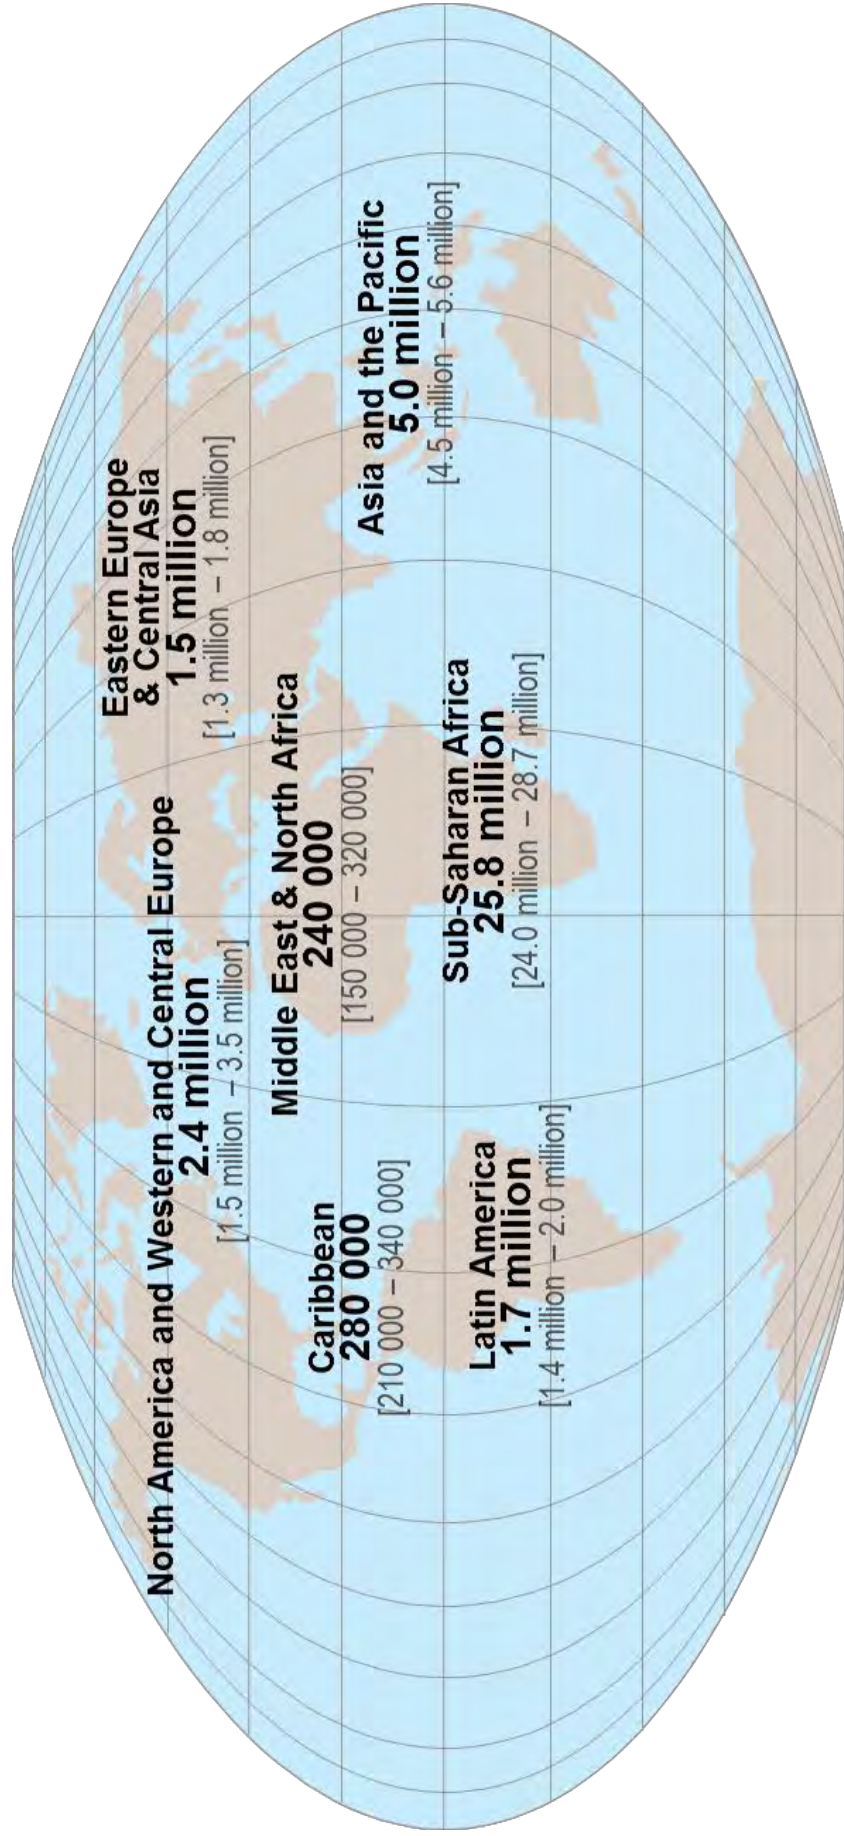 North America and Western and Central Europe
2.4 million
[1.5 million – 3.5 million]
Eastern Europe
& Central Asia
1.5 million
[1.3 million – 1.8 million]
Middle East & North Africa
240 000
[150 000 – 320 000]
Caribbean
280 000
[210 000 – 340 000]
Asia and the Pacific
5.0 million
[4.5 million – 5.6 million]
Sub-Saharan Africa
25.8 million
[24.0 million – 28.7 million]
Latin America
1.7 million
[1.4 million – 2.0 million]